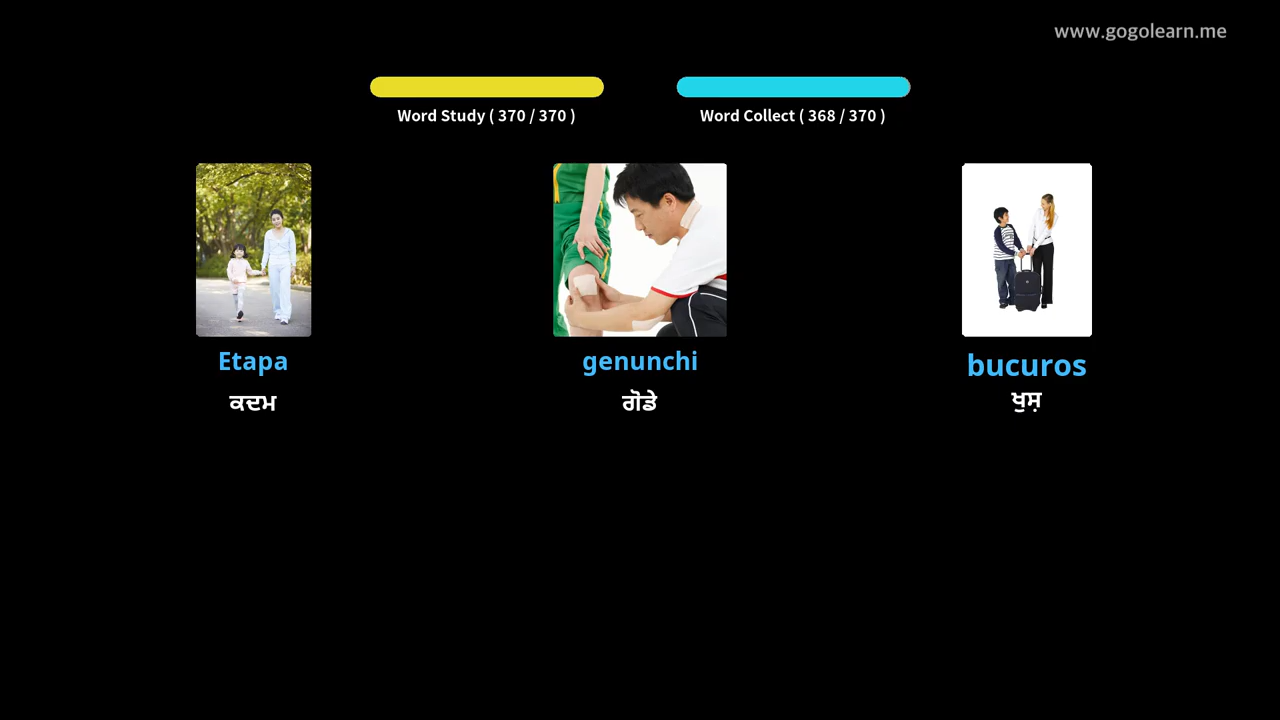 www.gogolearn.me
Word Study ( 370 / 370 )
Word Collect ( 368 / 370 )
Etapa
ਕਦਮ
genunchi
ਗੋਡੇ
bucuros
ਖੁਸ਼